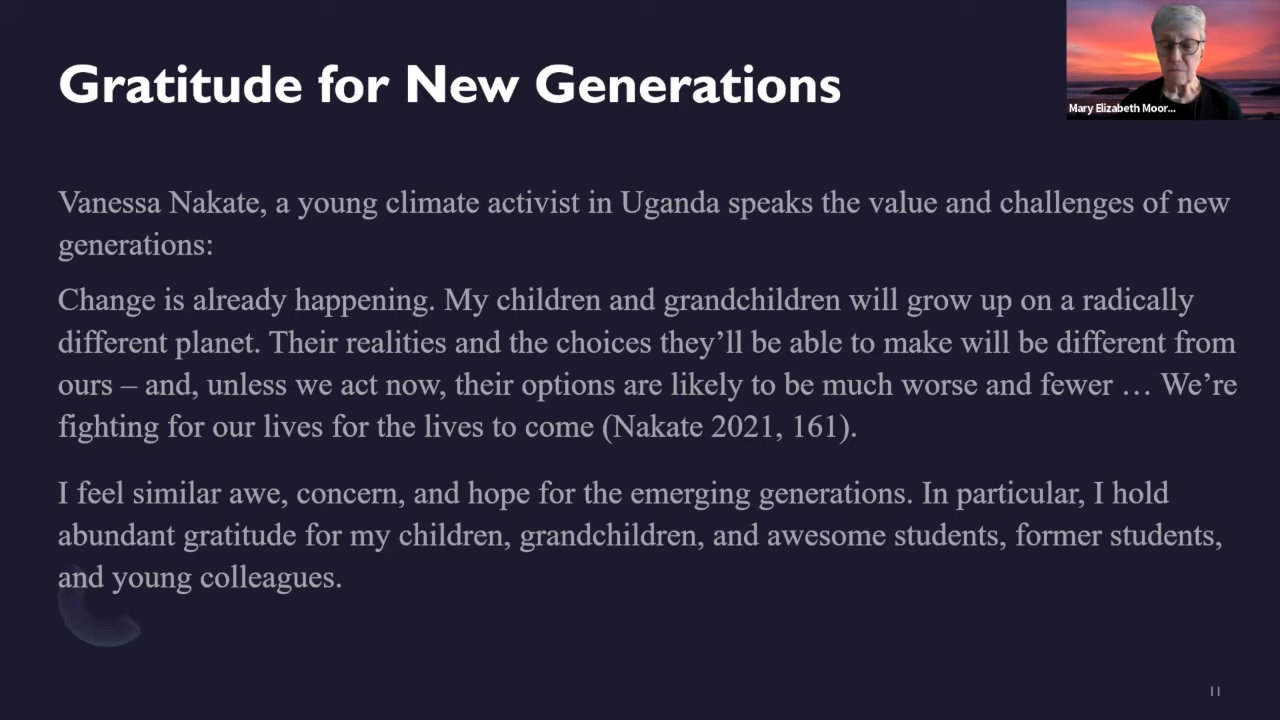 Gratitude for New Generations
Mary Elizabeth Moor...
Vanessa Nakate, a young climate activist in Uganda speaks the value and challenges of new
generations:
Change is already happening. My children and grandchildren will grow up on a radically
different planet. Their realities and the choices they’ll be able to make will be different from
ours – and, unless we act now, their options are likely to be much worse and fewer … We’re
fighting for our lives for the lives to come (Nakate 2021, 161).
I feel similar awe, concern, and hope for the emerging generations. In particular, I hold
abundant gratitude for my children, grandchildren, and awesome students, former students,
and young colleagues.
11